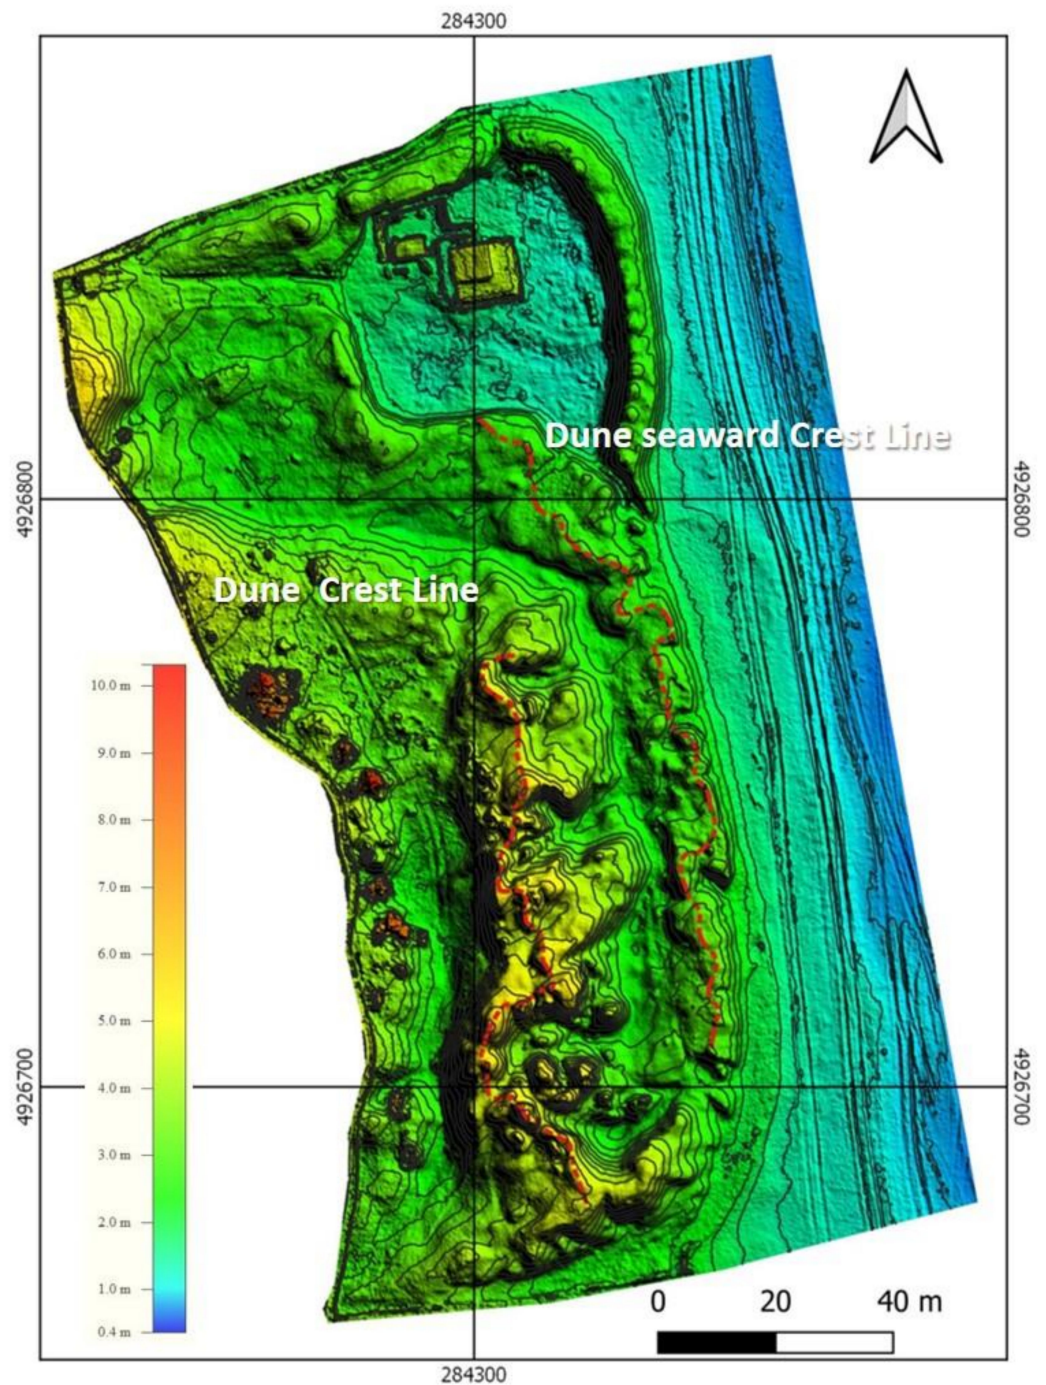 284300
Dune seaward Crest Line
4926800
4926800
Dune Crest Line
10.0 m
9.0 m
8.0 m
7.0 m
6.0 m
5.0 m
4.0 m
3.0 m
2.0 m
1.0 m
0.4 m
4926700
4926700
0 20 40 m
284300